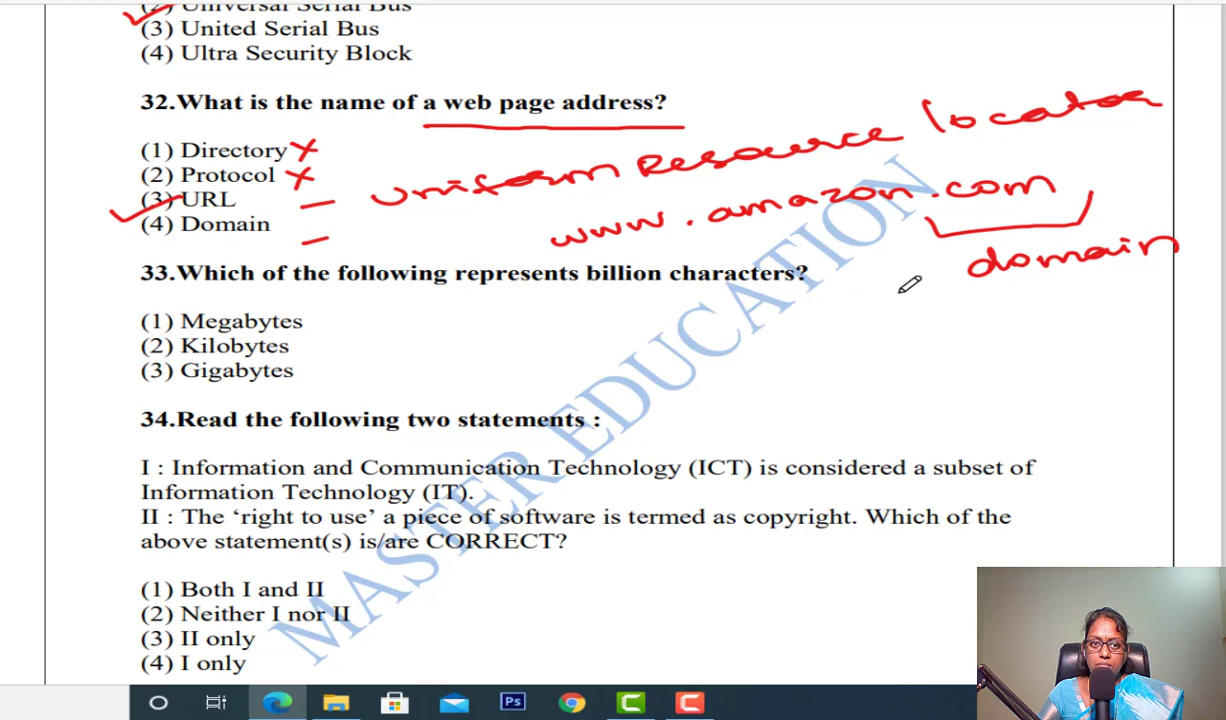 (2) Universal Serial Bus
(3) United Serial Bus
(4) Ultra Security Block
32.What is the name of a web page address?
(1) Directory
(2) Protocol
(3) URL
(4) Domain
Uniform Resource locator
www.amazon.com
domain
33.Which of the following represents billion characters?
(1) Megabytes
(2) Kilobytes
(3) Gigabytes
34.Read the following two statements :
I : Information and Communication Technology (ICT) is considered a subset of
Information Technology (IT).
II : The ‘right to use’ a piece of software is termed as copyright. Which of the
above statement(s) is/are CORRECT?
(1) Both I and II
(2) Neither I nor II
(3) II only
(4) I only
MASTER EDUCATION
Ps
C
C